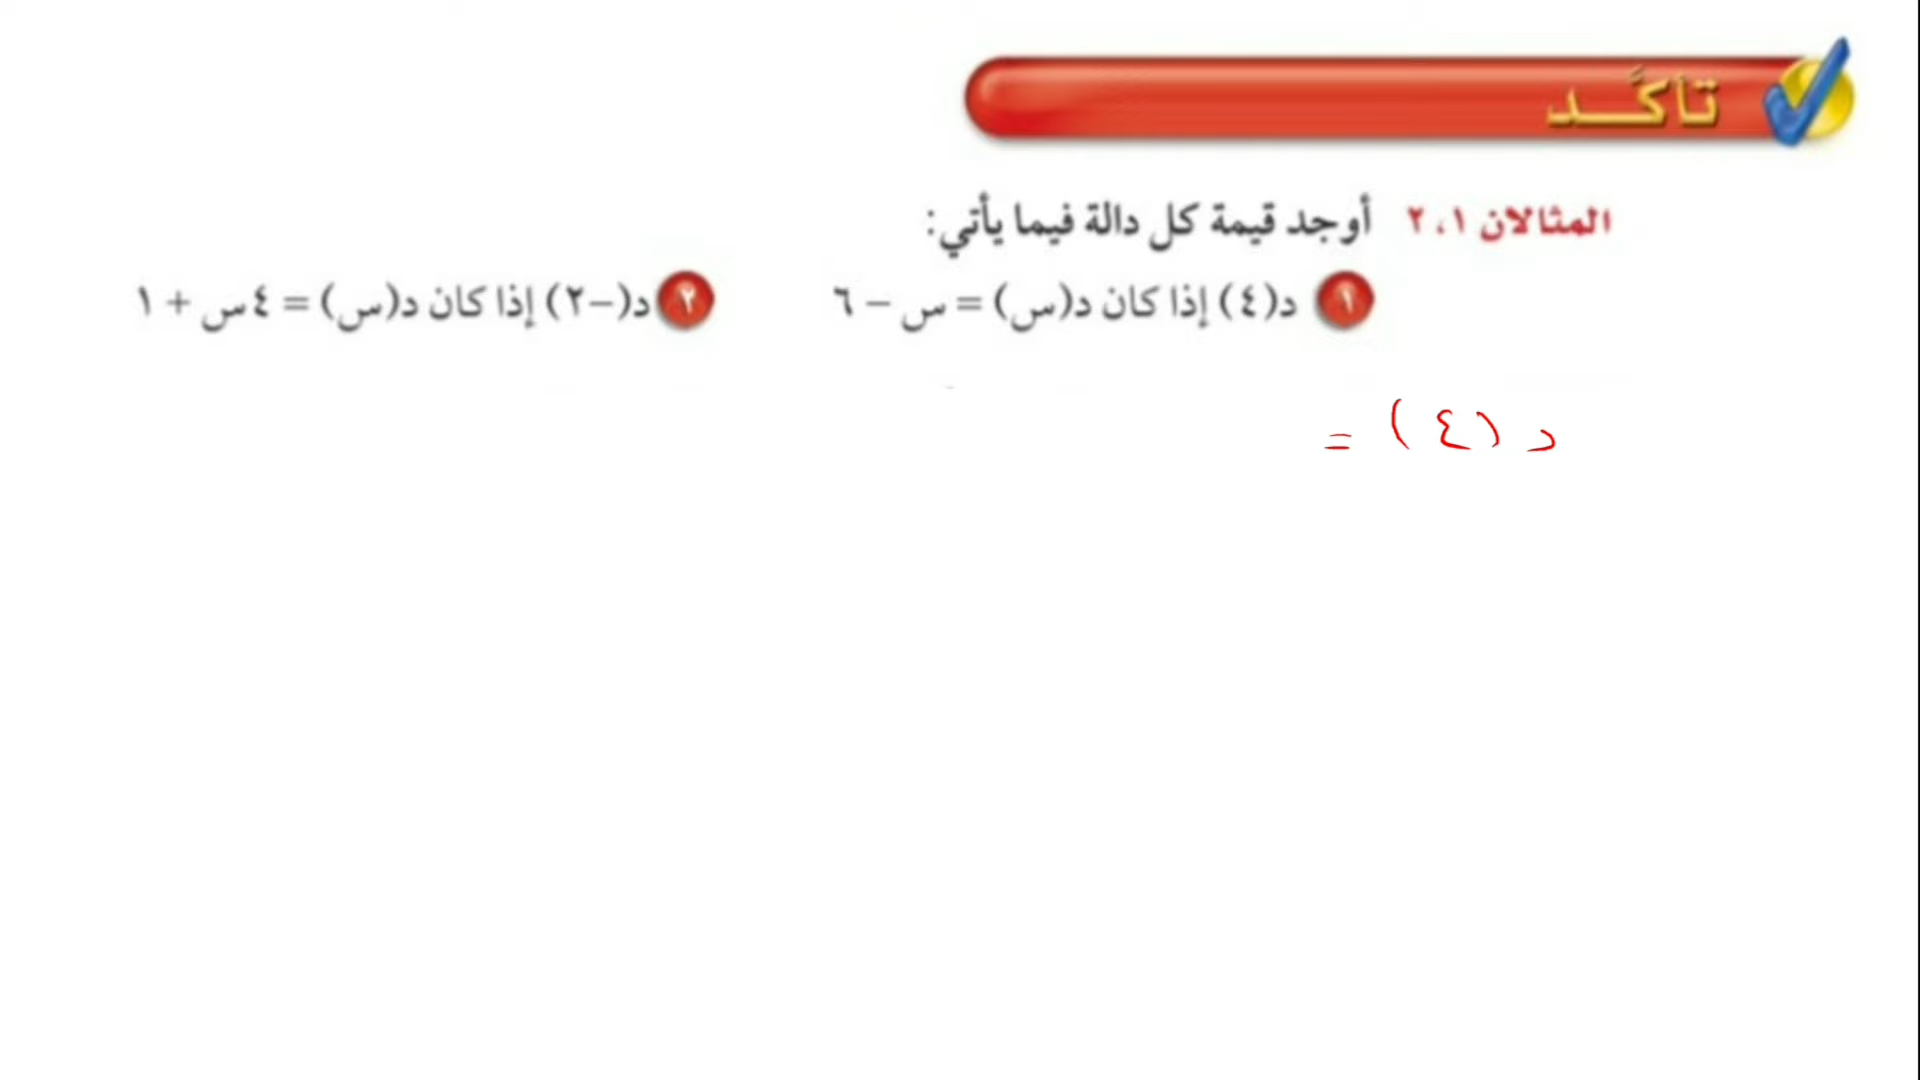 تأكد
المثالان ١، ٢ أوجد قيمة كل دالة فيما يأتي:
١ د(٤) إذا كان د(س) = س − ٦ ٢ د(−٢) إذا كان د(س) = ٤س + ١
د (٤) =